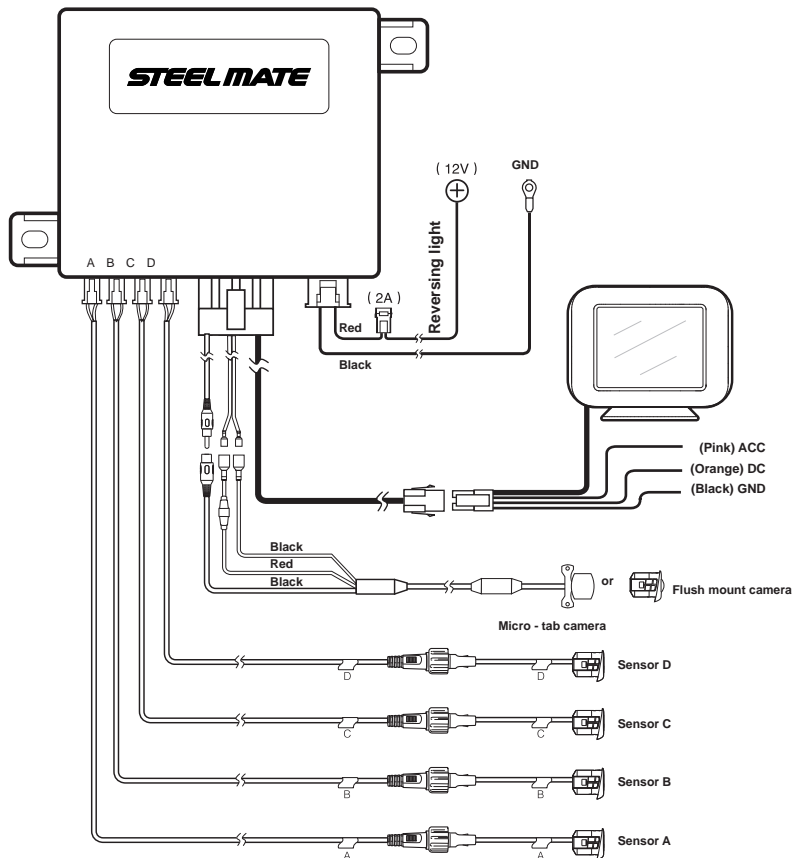 STEELMATE
A B C D
( 12V )
GND
Reversing light
( 2A )
Red
Black
(Pink) ACC
(Orange) DC
(Black) GND
Black
Red
Black
or
Flush mount camera
Micro - tab camera
D D Sensor D
C C Sensor C
B B Sensor B
A A Sensor A